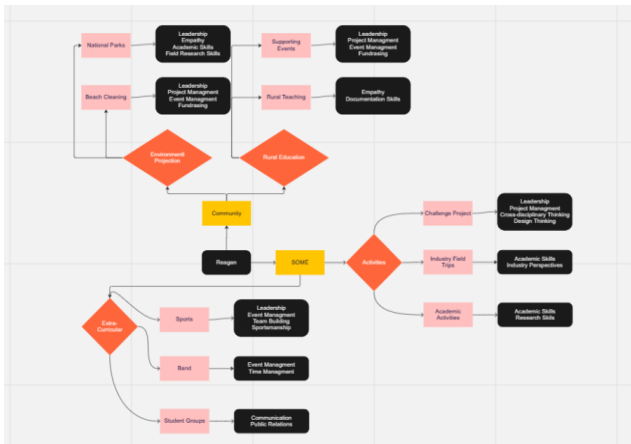 National Parks
Leadership
Empathy
Academic Skills
Field Research Skills
Supporting
Events
Leadership
Project Managment
Event Managment
Fundrasing
Beach Cleaning
Leadership
Project Managment
Event Managment
Fundrasing
Rural Teaching
Empathy
Documentation Skills
Environment
Projection
Rural Education
Community
Reagan
SOME
Activities
Challenge Project
Leadership
Project Managment
Cross-disciplinary Thinking
Design Thinking
Industry Field
Trips
Academic Skills
Industry Perspectives
Academic
Activities
Academic Skills
Research Skils
Extra-
Curricular
Sports
Leadership
Event Managment
Team Building
Sportsmanship
Band
Event Managment
Time Managment
Student Groups
Communication
Public Relations